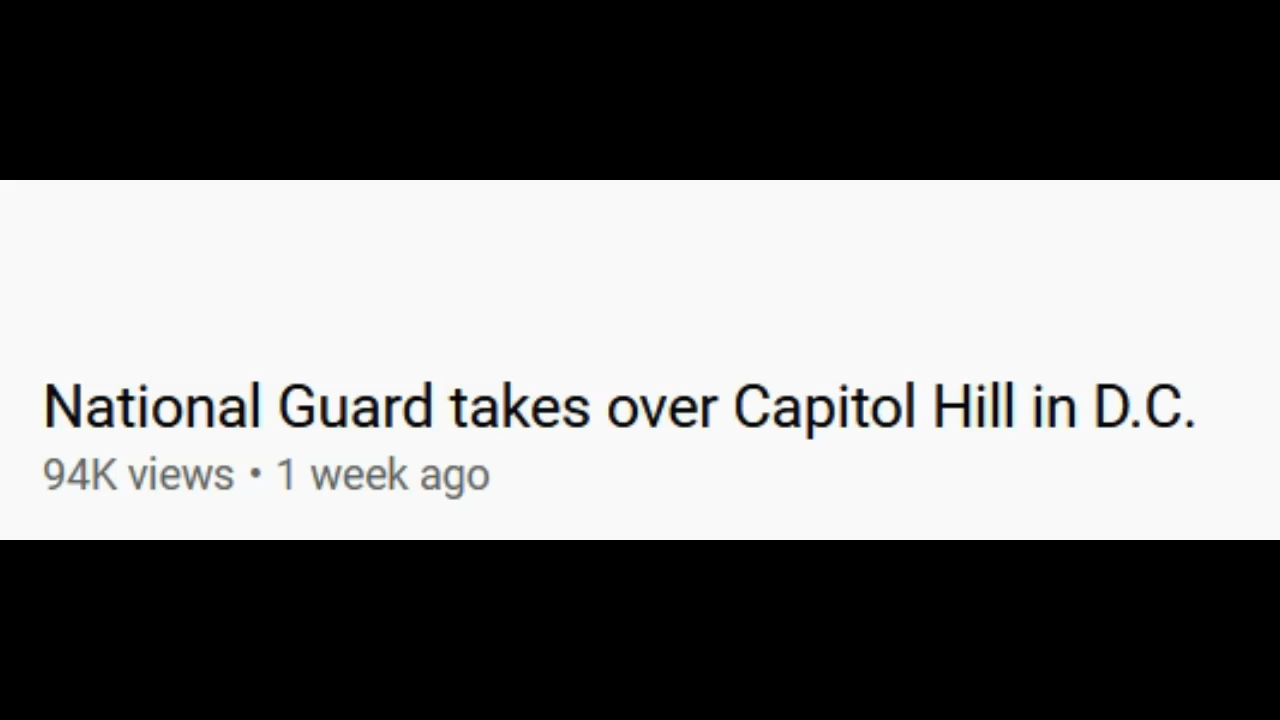 National Guard takes over Capitol Hill in D.C.
94K views • 1 week ago